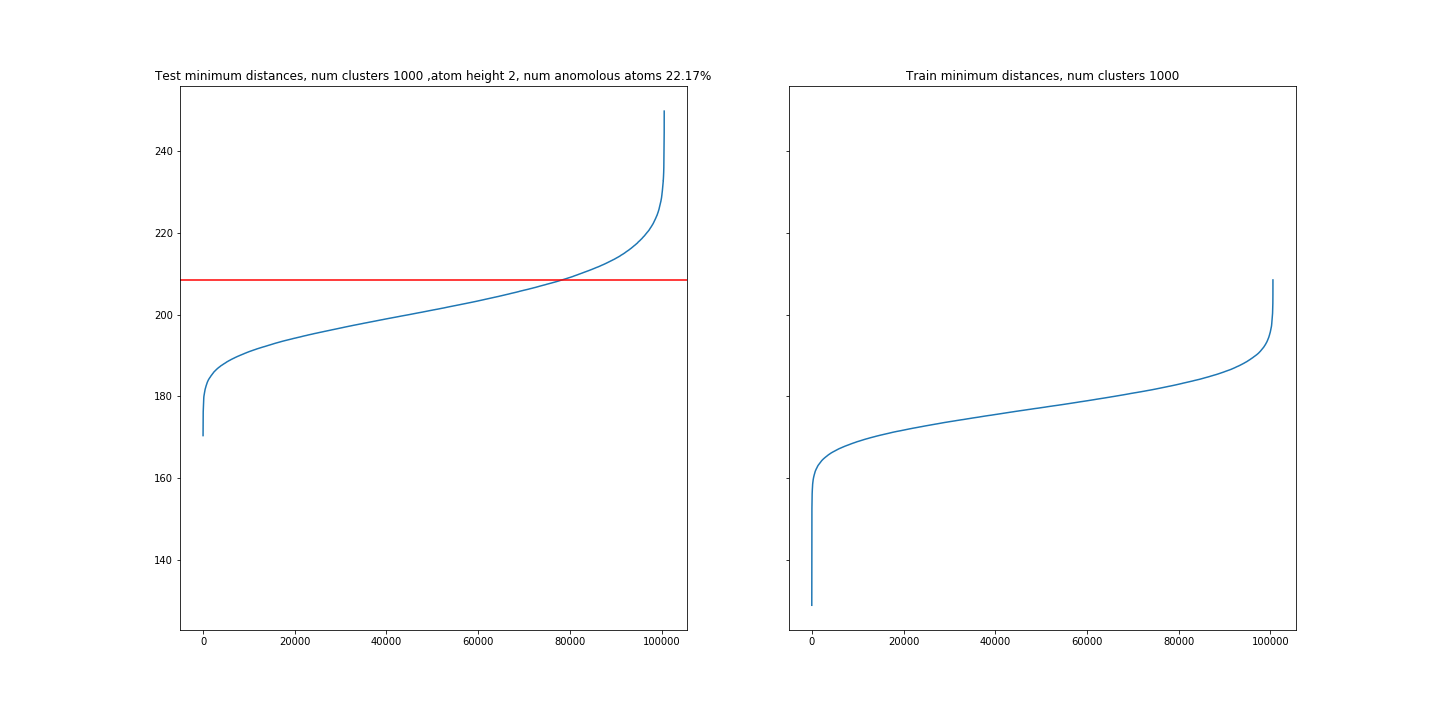 Test minimum distances, num clusters 1000 ,atom height 2, num anomolous atoms 22.17%
240
220
200
180
160
140
0 20000 40000 60000 80000 100000
Train minimum distances, num clusters 1000
0 20000 40000 60000 80000 100000